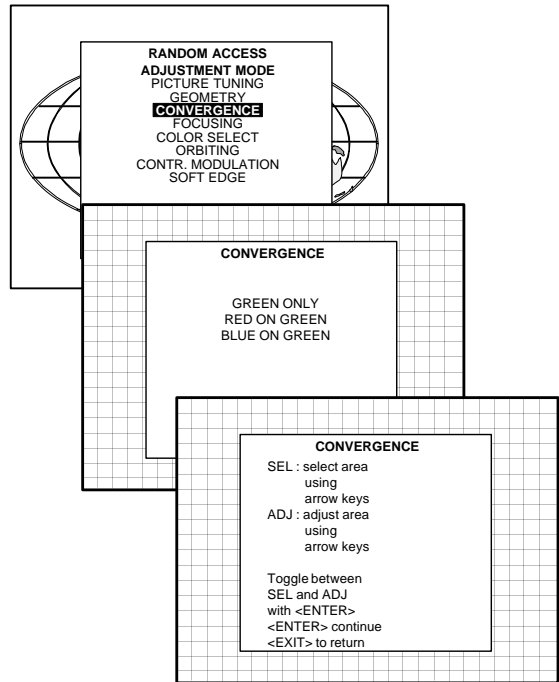 RANDOM ACCESS
ADJUSTMENT MODE
PICTURE TUNING
GEOMETRY
CONVERGENCE
FOCUSING
COLOR SELECT
ORBITING
CONTR. MODULATION
SOFT EDGE
CONVERGENCE
GREEN ONLY
RED ON GREEN
BLUE ON GREEN
CONVERGENCE
SEL : select area
using
arrow keys
ADJ : adjust area
using
arrow keys
Toggle between
SEL and ADJ
with <ENTER>
<ENTER> continue
<EXIT> to return